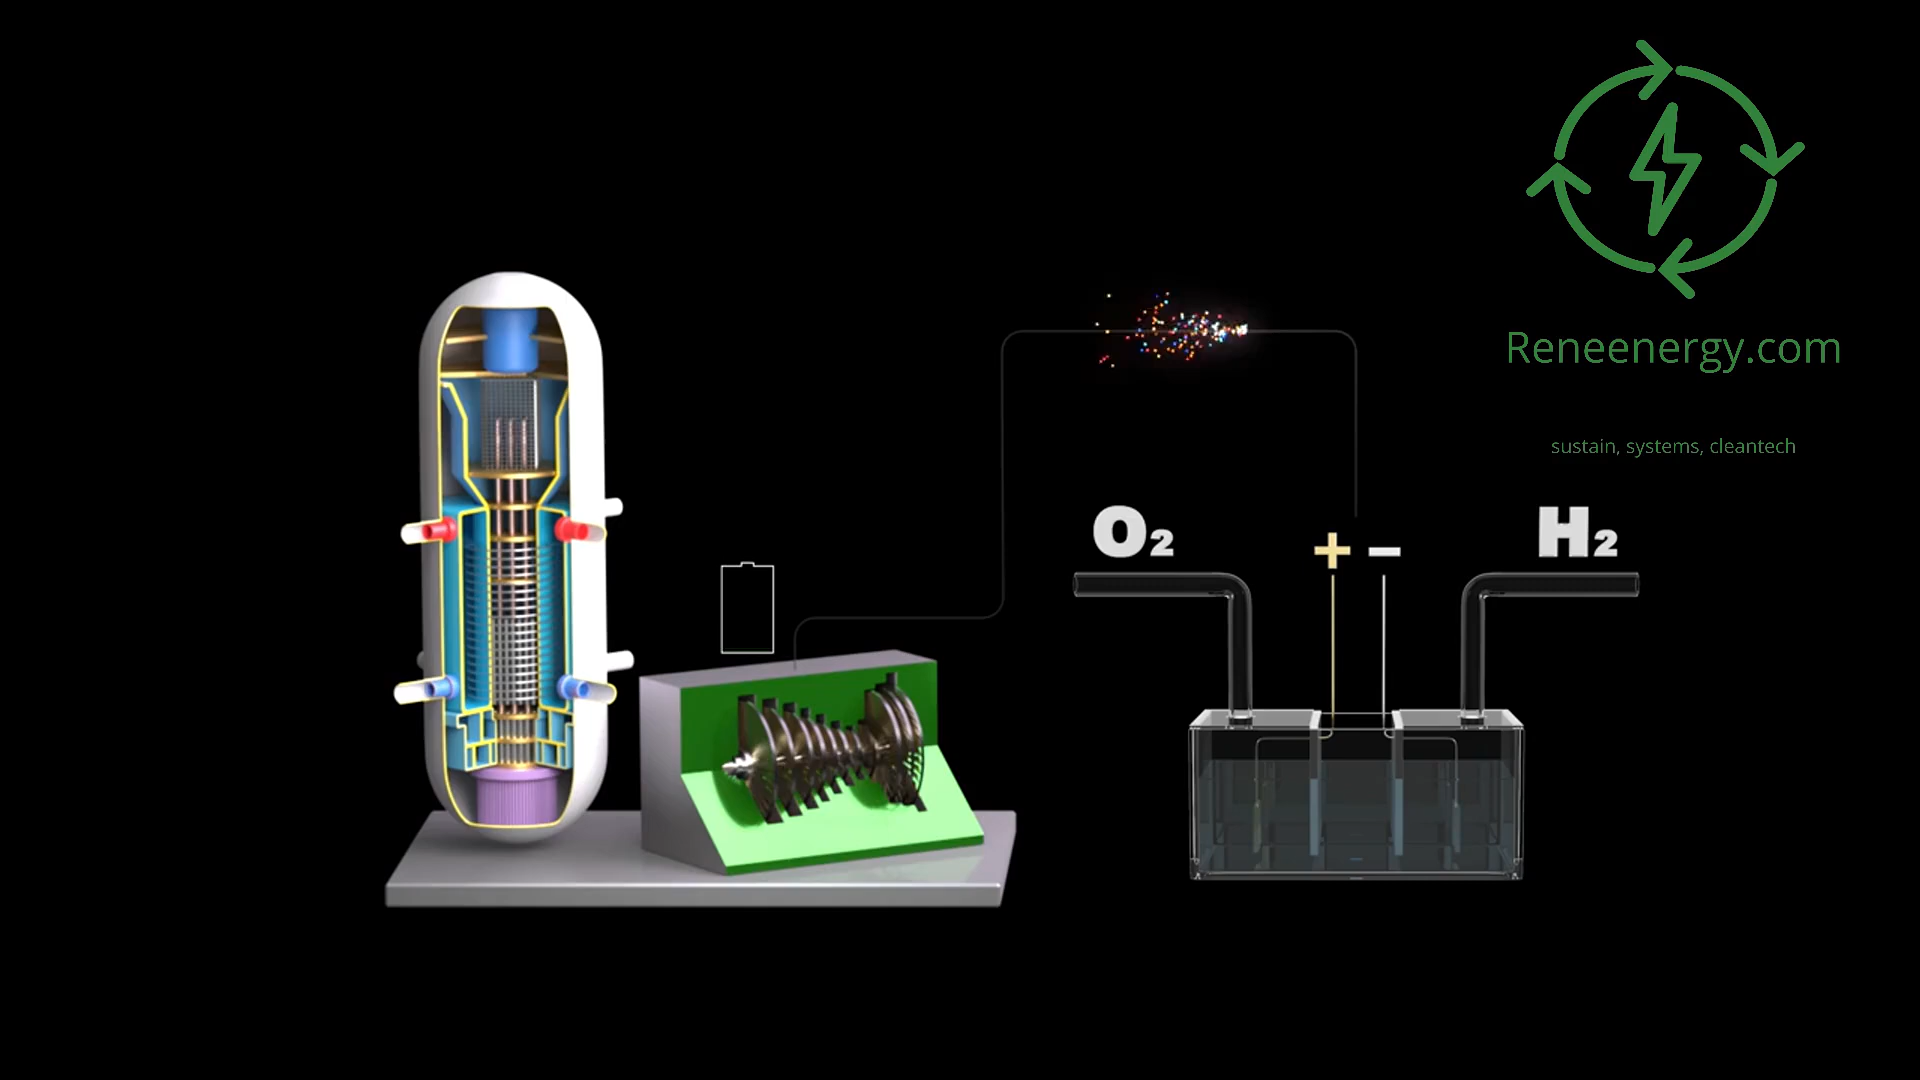 Reneenergy.com
sustain, systems, cleantech
O₂
+ −
H₂